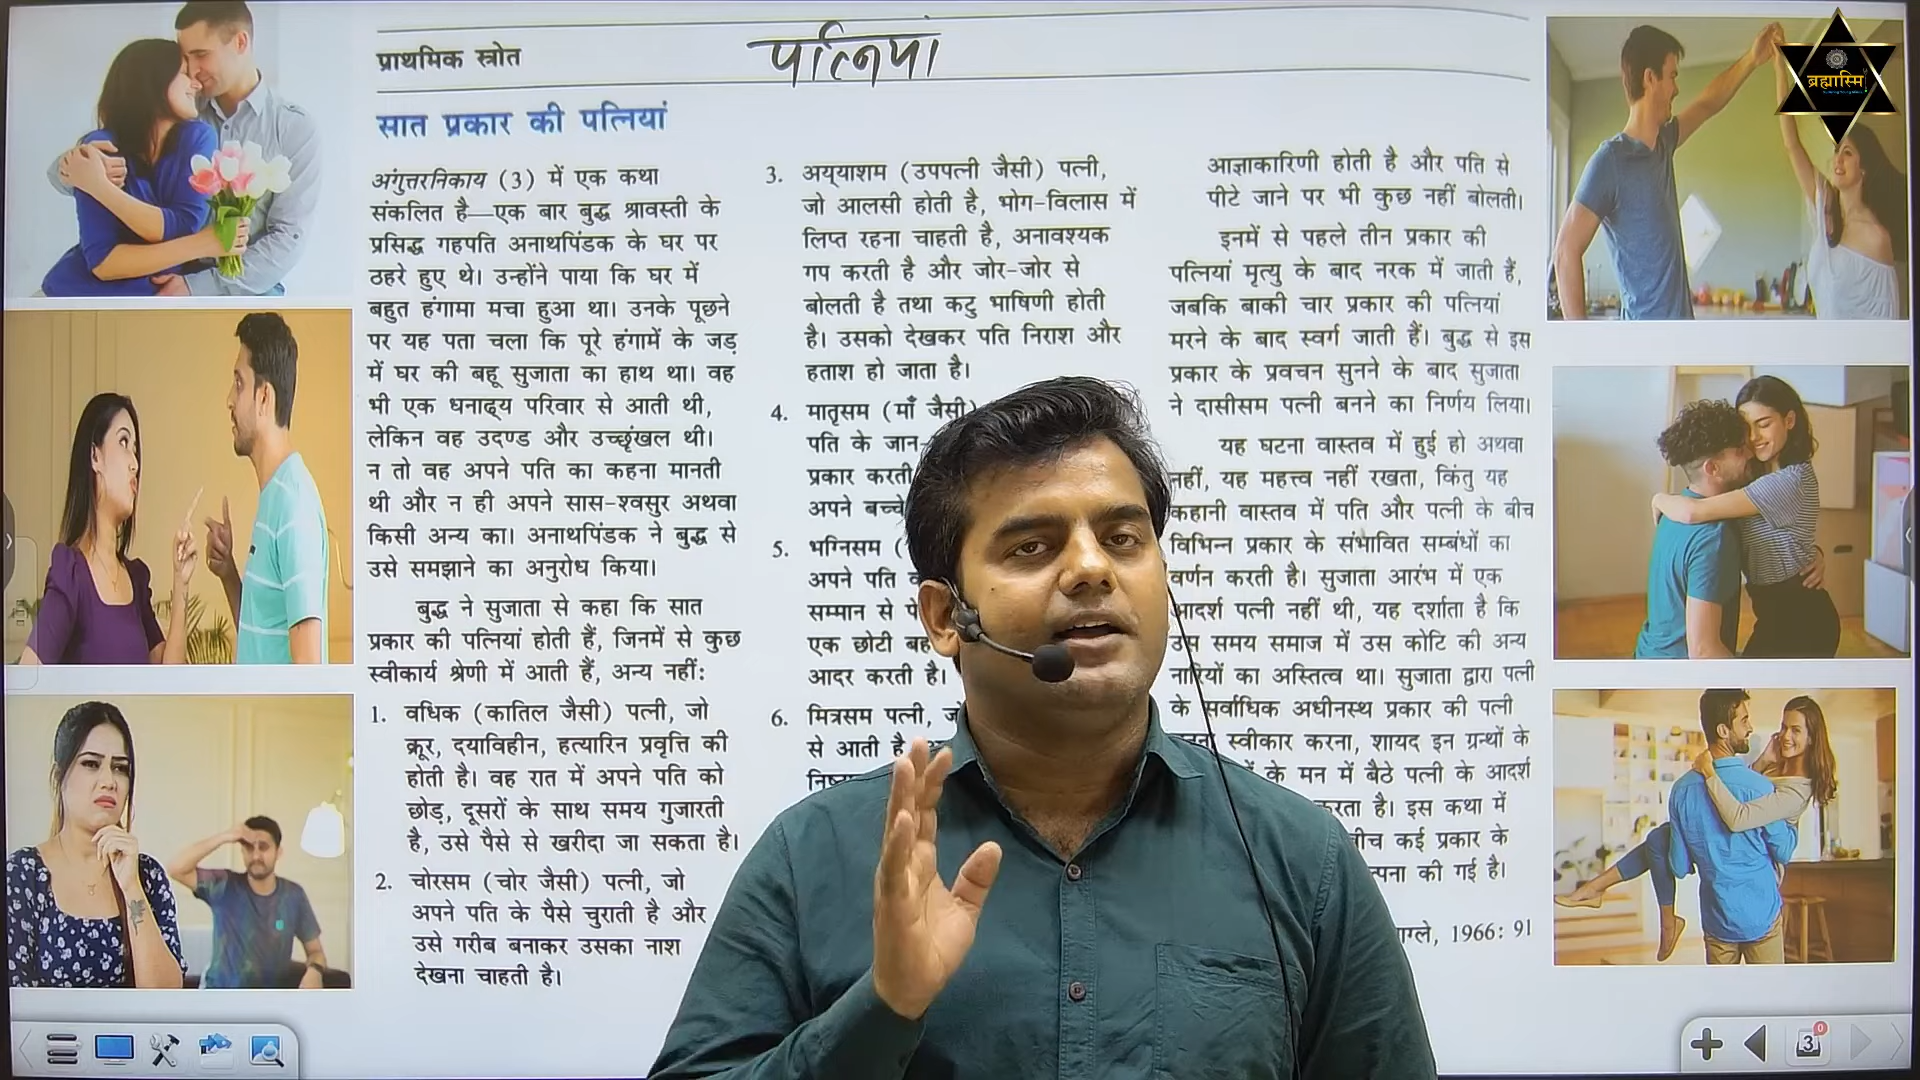 प्राथमिक स्त्रोत
पत्नियां
सात प्रकार की पत्नियां
अंगुत्तरनिकाय (3) में एक कथा
संकलित है—एक बार बुद्ध श्रावस्ती के
प्रसिद्ध गहपति अनाथपिंडक के घर पर
ठहरे हुए थे। उन्होंने पाया कि घर में
बहुत हंगामा मचा हुआ था। उनके पूछने
पर यह पता चला कि पूरे हंगामें के जड़
में घर की बहू सुजाता का हाथ था। वह
भी एक धनाढ्य परिवार से आती थी,
लेकिन वह उदण्ड और उच्छृंखल थी।
न तो वह अपने पति का कहना मानती
थी और न ही अपने सास-श्वसुर अथवा
किसी अन्य का। अनाथपिंडक ने बुद्ध से
उसे समझाने का अनुरोध किया।
बुद्ध ने सुजाता से कहा कि सात
प्रकार की पत्नियां होती हैं, जिनमें से कुछ
स्वीकार्य श्रेणी में आती हैं, अन्य नहीं:
1. वधिक (कातिल जैसी) पत्नी, जो
क्रूर, दयाविहीन, हत्यारिन प्रवृत्ति की
होती है। वह रात में अपने पति को
छोड़, दूसरों के साथ समय गुजारती
है, उसे पैसे से खरीदा जा सकता है।
2. चोरसम (चोर जैसी) पत्नी, जो
अपने पति के पैसे चुराती है और
उसे गरीब बनाकर उसका नाश
देखना चाहती है।
3. अय्याशम (उपपत्नी जैसी) पत्नी,
जो आलसी होती है, भोग-विलास में
लिप्त रहना चाहती है, अनावश्यक
गप करती है और जोर-जोर से
बोलती है तथा कटु भाषिणी होती
है। उसको देखकर पति निराश और
हताश हो जाता है।
4. मातृसम (माँ जैसी)
पति के जान-
प्रकार करती
अपने बच्चे
5. भग्निसम (
अपने पति
सम्मान से
एक छोटी बह
आदर करती है।
6. मित्रसम पत्नी,
से आती है
आज्ञाकारिणी होती है और पति से
पीटे जाने पर भी कुछ नहीं बोलती।
इनमें से पहले तीन प्रकार की
पत्नियां मृत्यु के बाद नरक में जाती हैं,
जबकि बाकी चार प्रकार की पत्नियां
मरने के बाद स्वर्ग जाती हैं। बुद्ध से इस
प्रकार के प्रवचन सुनने के बाद सुजाता
ने दासीसम पत्नी बनने का निर्णय लिया।
यह घटना वास्तव में हुई हो अथवा
नहीं, यह महत्त्व नहीं रखता, किंतु यह
कहानी वास्तव में पति और पत्नी के बीच
विभिन्न प्रकार के संभावित सम्बंधों का
वर्णन करती है। सुजाता आरंभ में एक
आदर्श पत्नी नहीं थी, यह दर्शाता है कि
उस समय समाज में उस कोटि की अन्य
नारियों का अस्तित्व था। सुजाता द्वारा पत्नी
के सर्वाधिक अधीनस्थ प्रकार की पत्नी
स्वीकार करना, शायद इन ग्रन्थों के
के मन में बैठे पत्नी के आदर्श
करता है। इस कथा में
बीच कई प्रकार के
की गई है।
1966: 91
ब्रह्मास्मि
3
0